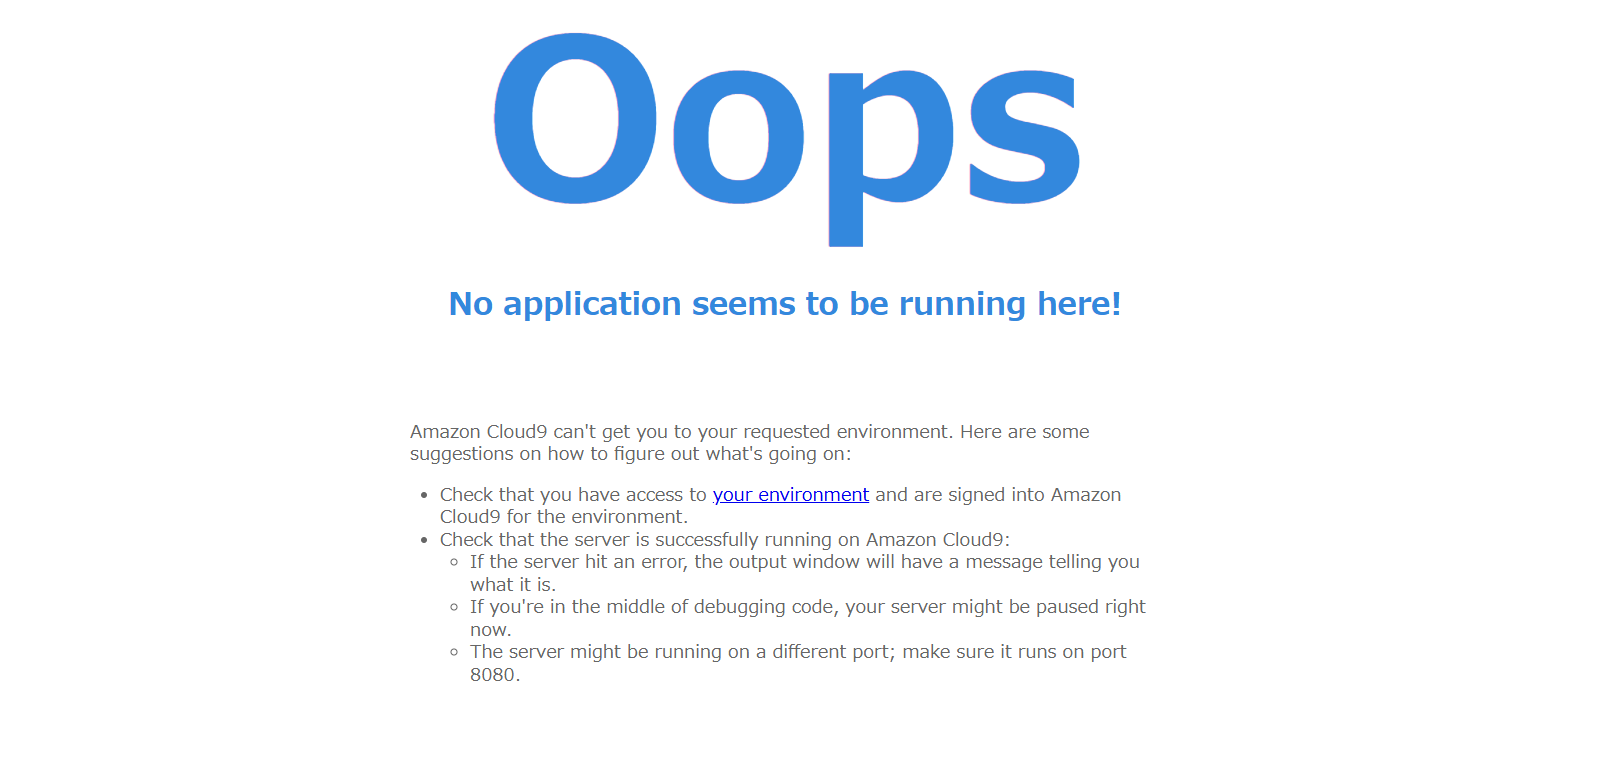 Oops
No application seems to be running here!
Amazon Cloud9 can't get you to your requested environment. Here are some
suggestions on how to figure out what's going on:
• Check that you have access to your environment and are signed into Amazon
Cloud9 for the environment.
• Check that the server is successfully running on Amazon Cloud9:
◦ If the server hit an error, the output window will have a message telling you
what it is.
◦ If you're in the middle of debugging code, your server might be paused right
now.
◦ The server might be running on a different port; make sure it runs on port
8080.